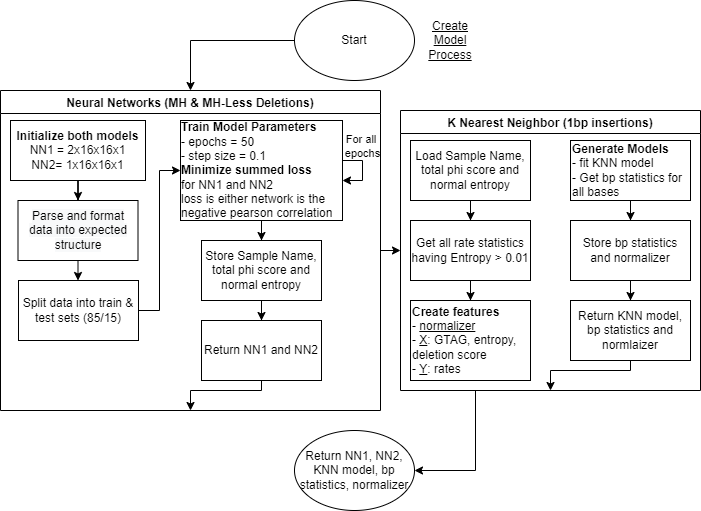 Start
Create
Model
Process
Neural Networks (MH & MH-Less Deletions)
Initialize both models
NN1 = 2x16x16x1
NN2= 1x16x16x1
Parse and format
data into expected
structure
Split data into train &
test sets (85/15)
Train Model Parameters
- epochs = 50
- step size = 0.1
Minimize summed loss
for NN1 and NN2
loss is either network is the
negative pearson correlation
For all
epochs
Store Sample Name,
total phi score and
normal entropy
Return NN1 and NN2
K Nearest Neighbor (1bp insertions)
Load Sample Name,
total phi score and
normal entropy
Get all rate statistics
having Entropy > 0.01
Create features
- normalizer
- X: GTAG, entropy,
deletion score
- Y: rates
Generate Models
- fit KNN model
- Get bp statistics for
all bases
Store bp statistics
and normalizer
Return KNN model,
bp statistics and
normlaizer
Return NN1, NN2,
KNN model, bp
statistics, normalizer